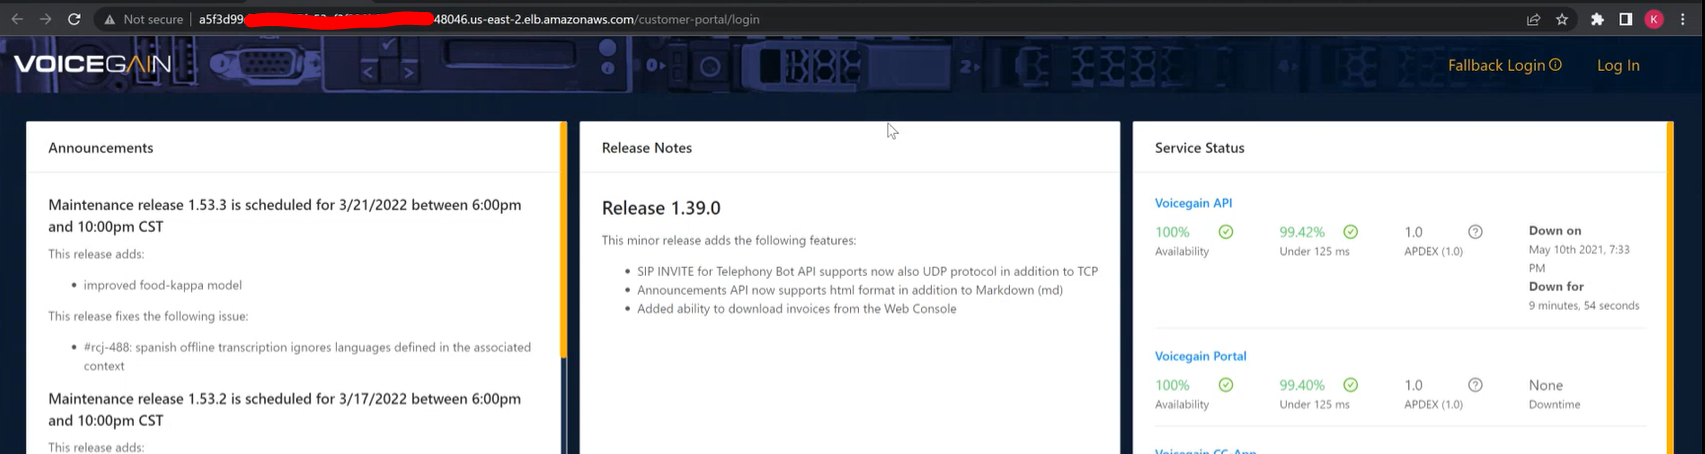 Not secure
a5f3d99
48046.us-east-2.elb.amazonaws.com/customer-portal/login
K
VOICEGAIN
Fallback Login
Log In
Announcements
Maintenance release 1.53.3 is scheduled for 3/21/2022 between 6:00pm
and 10:00pm CST
This release adds:
• improved food-kappa model
This release fixes the following issue:
• #rcj-488: spanish offline transcription ignores languages defined in the associated
context
Maintenance release 1.53.2 is scheduled for 3/17/2022 between 6:00pm
and 10:00pm CST
This release adds:
Release Notes
Release 1.39.0
This minor release adds the following features:
• SIP INVITE for Telephony Bot API supports now also UDP protocol in addition to TCP
• Announcements API now supports html format in addition to Markdown (md)
• Added ability to download invoices from the Web Console
Service Status
Voicegain API
100%
Availability
99.42%
Under 125 ms
1.0
APDEX (1.0)
Down on
May 10th 2021, 7:33
PM
Down for
9 minutes, 54 seconds
Voicegain Portal
100%
Availability
99.40%
Under 125 ms
1.0
APDEX (1.0)
None
Downtime